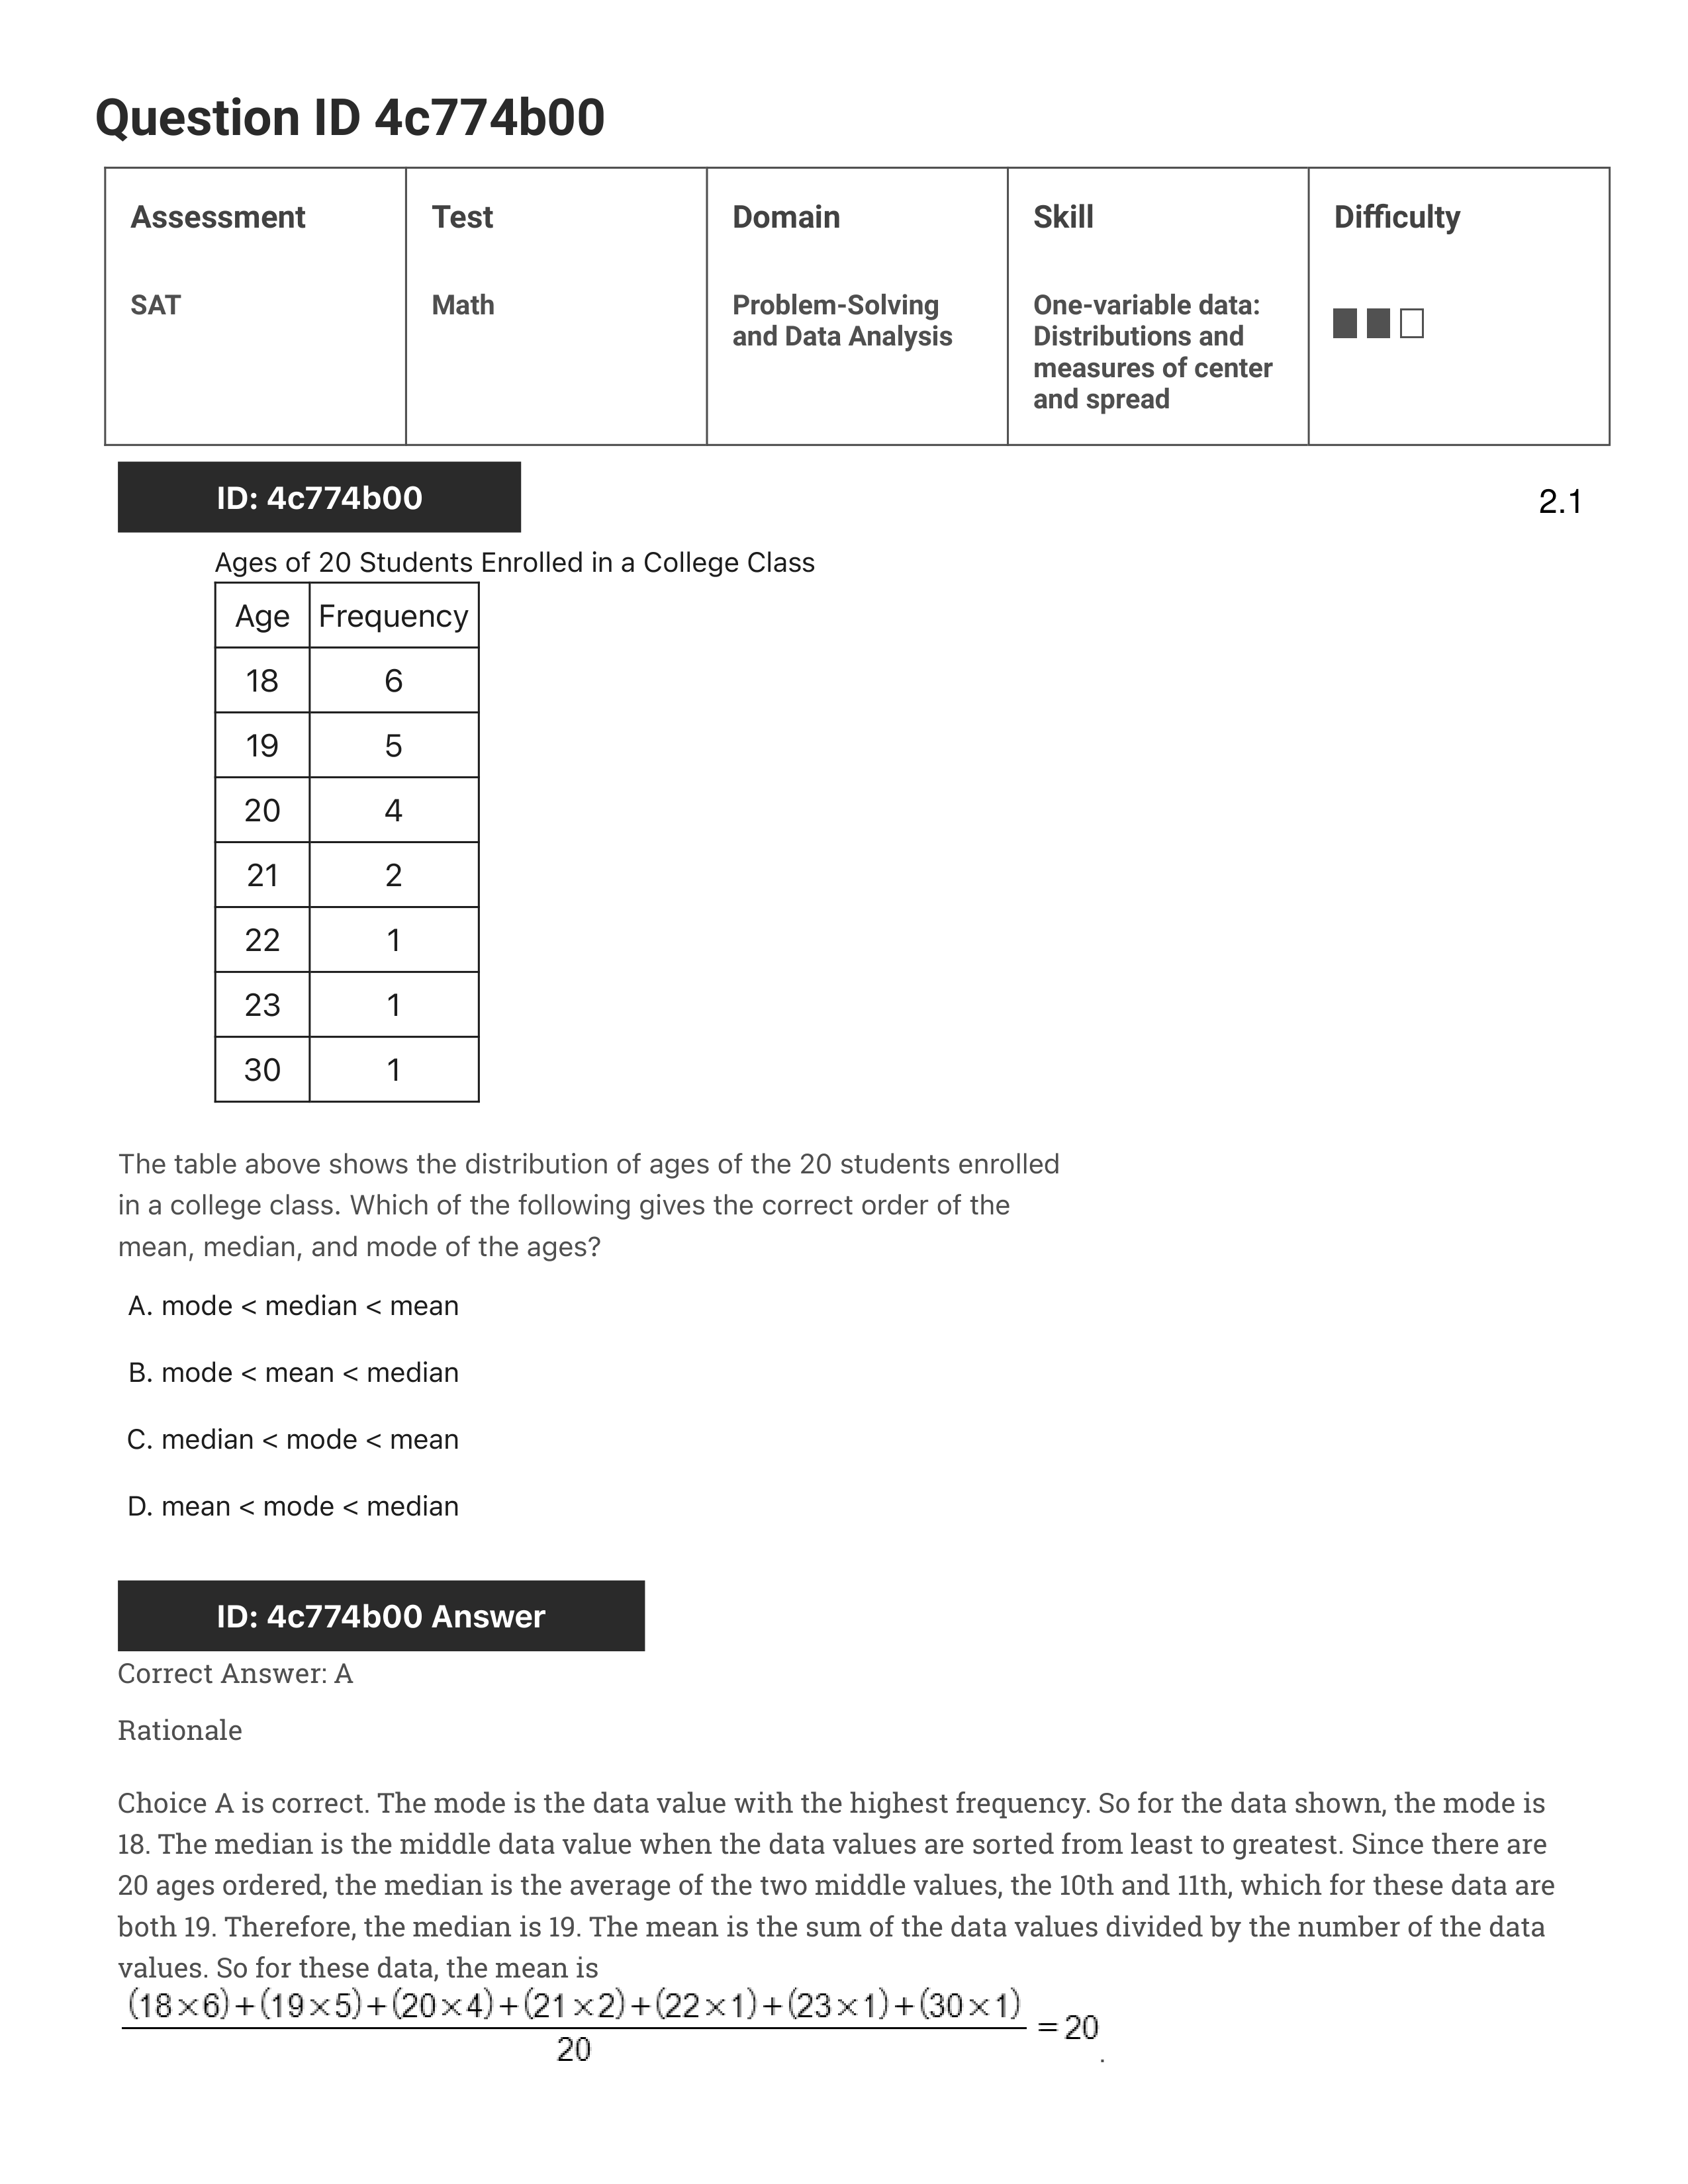 Question ID 4c774b00
Assessment
Test
Domain
Skill
Difficulty
SAT
Math
Problem-Solving
and Data Analysis
One-variable data:
Distributions and
measures of center
and spread
ID: 4c774b00
2.1
Ages of 20 Students Enrolled in a College Class
Age Frequency
18 6
19 5
20 4
21 2
22 1
23 1
30 1
The table above shows the distribution of ages of the 20 students enrolled
in a college class. Which of the following gives the correct order of the
mean, median, and mode of the ages?
A. mode < median < mean
B. mode < mean < median
C. median < mode < mean
D. mean < mode < median
ID: 4c774b00 Answer
Correct Answer: A
Rationale
Choice A is correct. The mode is the data value with the highest frequency. So for the data shown, the mode is
18. The median is the middle data value when the data values are sorted from least to greatest. Since there are
20 ages ordered, the median is the average of the two middle values, the 10th and 11th, which for these data are
both 19. Therefore, the median is 19. The mean is the sum of the data values divided by the number of the data
values. So for these data, the mean is
(18×6)+(19×5)+(20×4)+(21×2)+(22×1)+(23×1)+(30×1)
20
=20
.